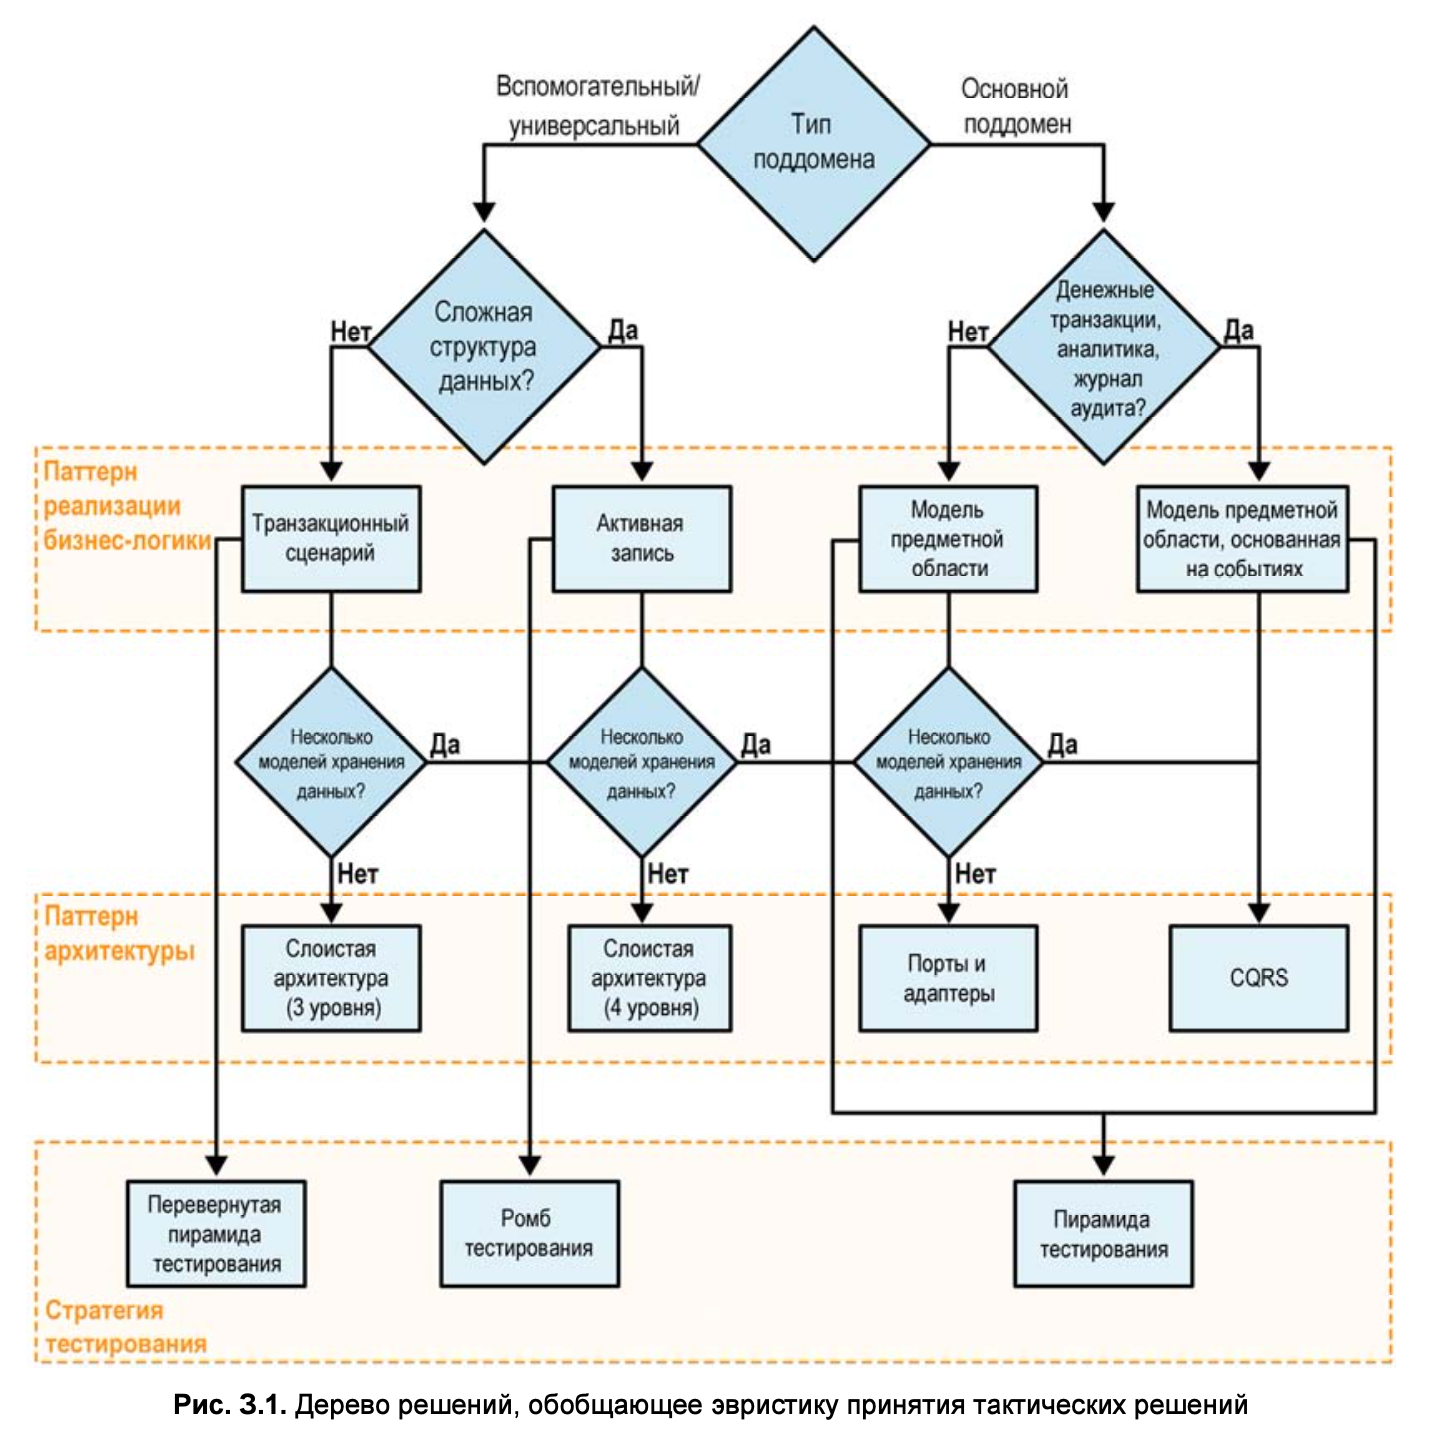 Вспомогательный/
универсальный
Тип
поддомена
Основной
поддомен
Сложная
структура
данных?
Нет
Да
Денежные
транзакции,
аналитика,
журнал
аудита?
Нет
Да
Паттерн
реализации
бизнес-логики
Транзакционный
сценарий
Активная
запись
Модель
предметной
области
Модель предметной
области, основанная
на событиях
Несколько
моделей хранения
данных?
Да
Нет
Несколько
моделей хранения
данных?
Да
Нет
Несколько
моделей хранения
данных?
Да
Нет
Паттерн
архитектуры
Слоистая
архитектура
(3 уровня)
Слоистая
архитектура
(4 уровня)
Порты и
адаптеры
CQRS
Перевернутая
пирамида
тестирования
Ромб
тестирования
Пирамида
тестирования
Стратегия
тестирования
Рис. З.1. Дерево решений, обобщающее эвристику принятия тактических решений